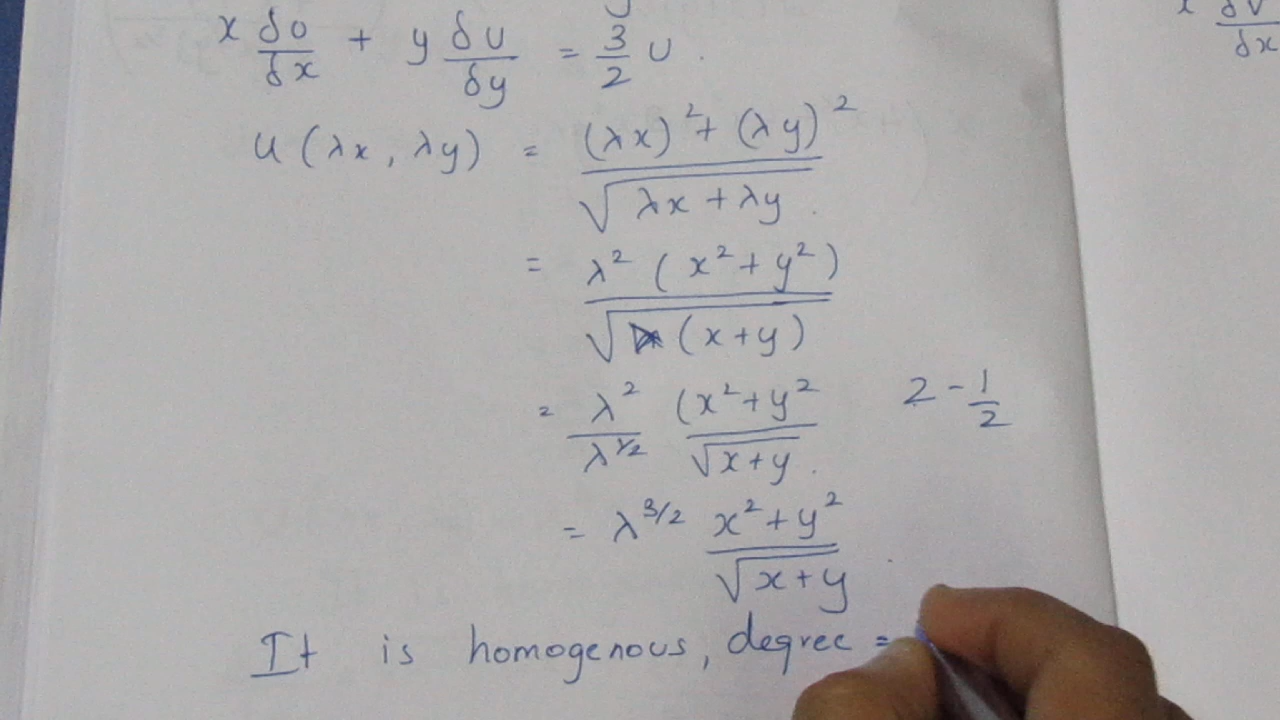 x δu/δx + y δu/δy = 3/2 u.
u (λx, λy) = (λx)² + (λy)² / √λx + λy.
= λ² (x² + y²) / √λ (x + y)
= λ² / λ^1/2 (x² + y² / √x + y. 2 - 1/2
= λ^3/2 x² + y² / √x + y
It is homogenous, degree =